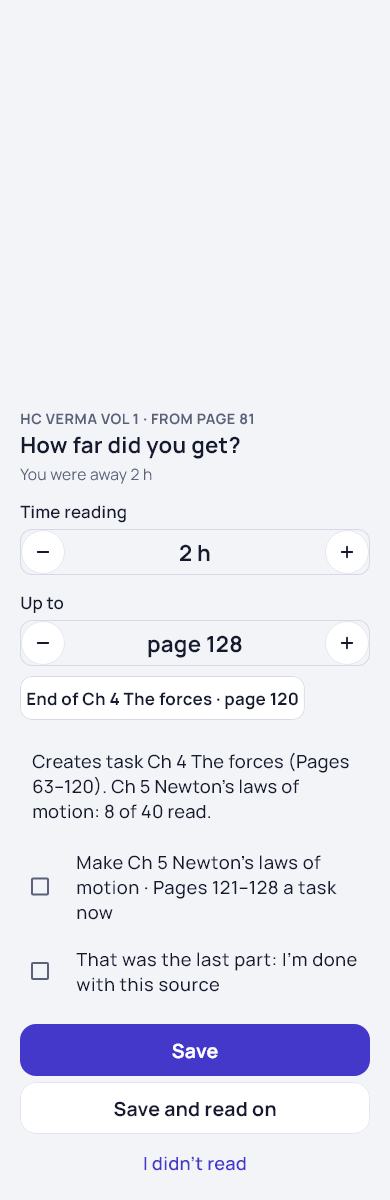 HC VERMA VOL 1 · FROM PAGE 81
How far did you get?
You were away 2 h
Time reading
− 2 h +
Up to
− page 128 +
End of Ch 4 The forces · page 120
Creates task Ch 4 The forces (Pages
63–120). Ch 5 Newton’s laws of
motion: 8 of 40 read.
Make Ch 5 Newton’s laws of
motion · Pages 121–128 a task
now
That was the last part: I’m done
with this source
Save
Save and read on
I didn’t read